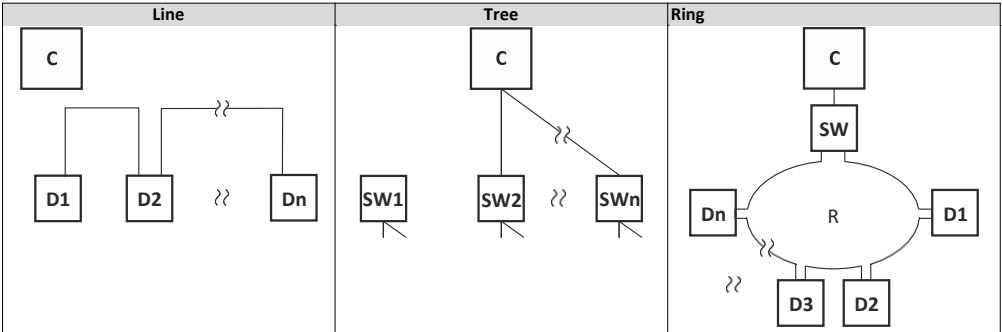 Line
Tree
Ring
C
D1 D2 Dn
C
SW1 SW2 SWn
C
SW
Dn R D1
D3 D2